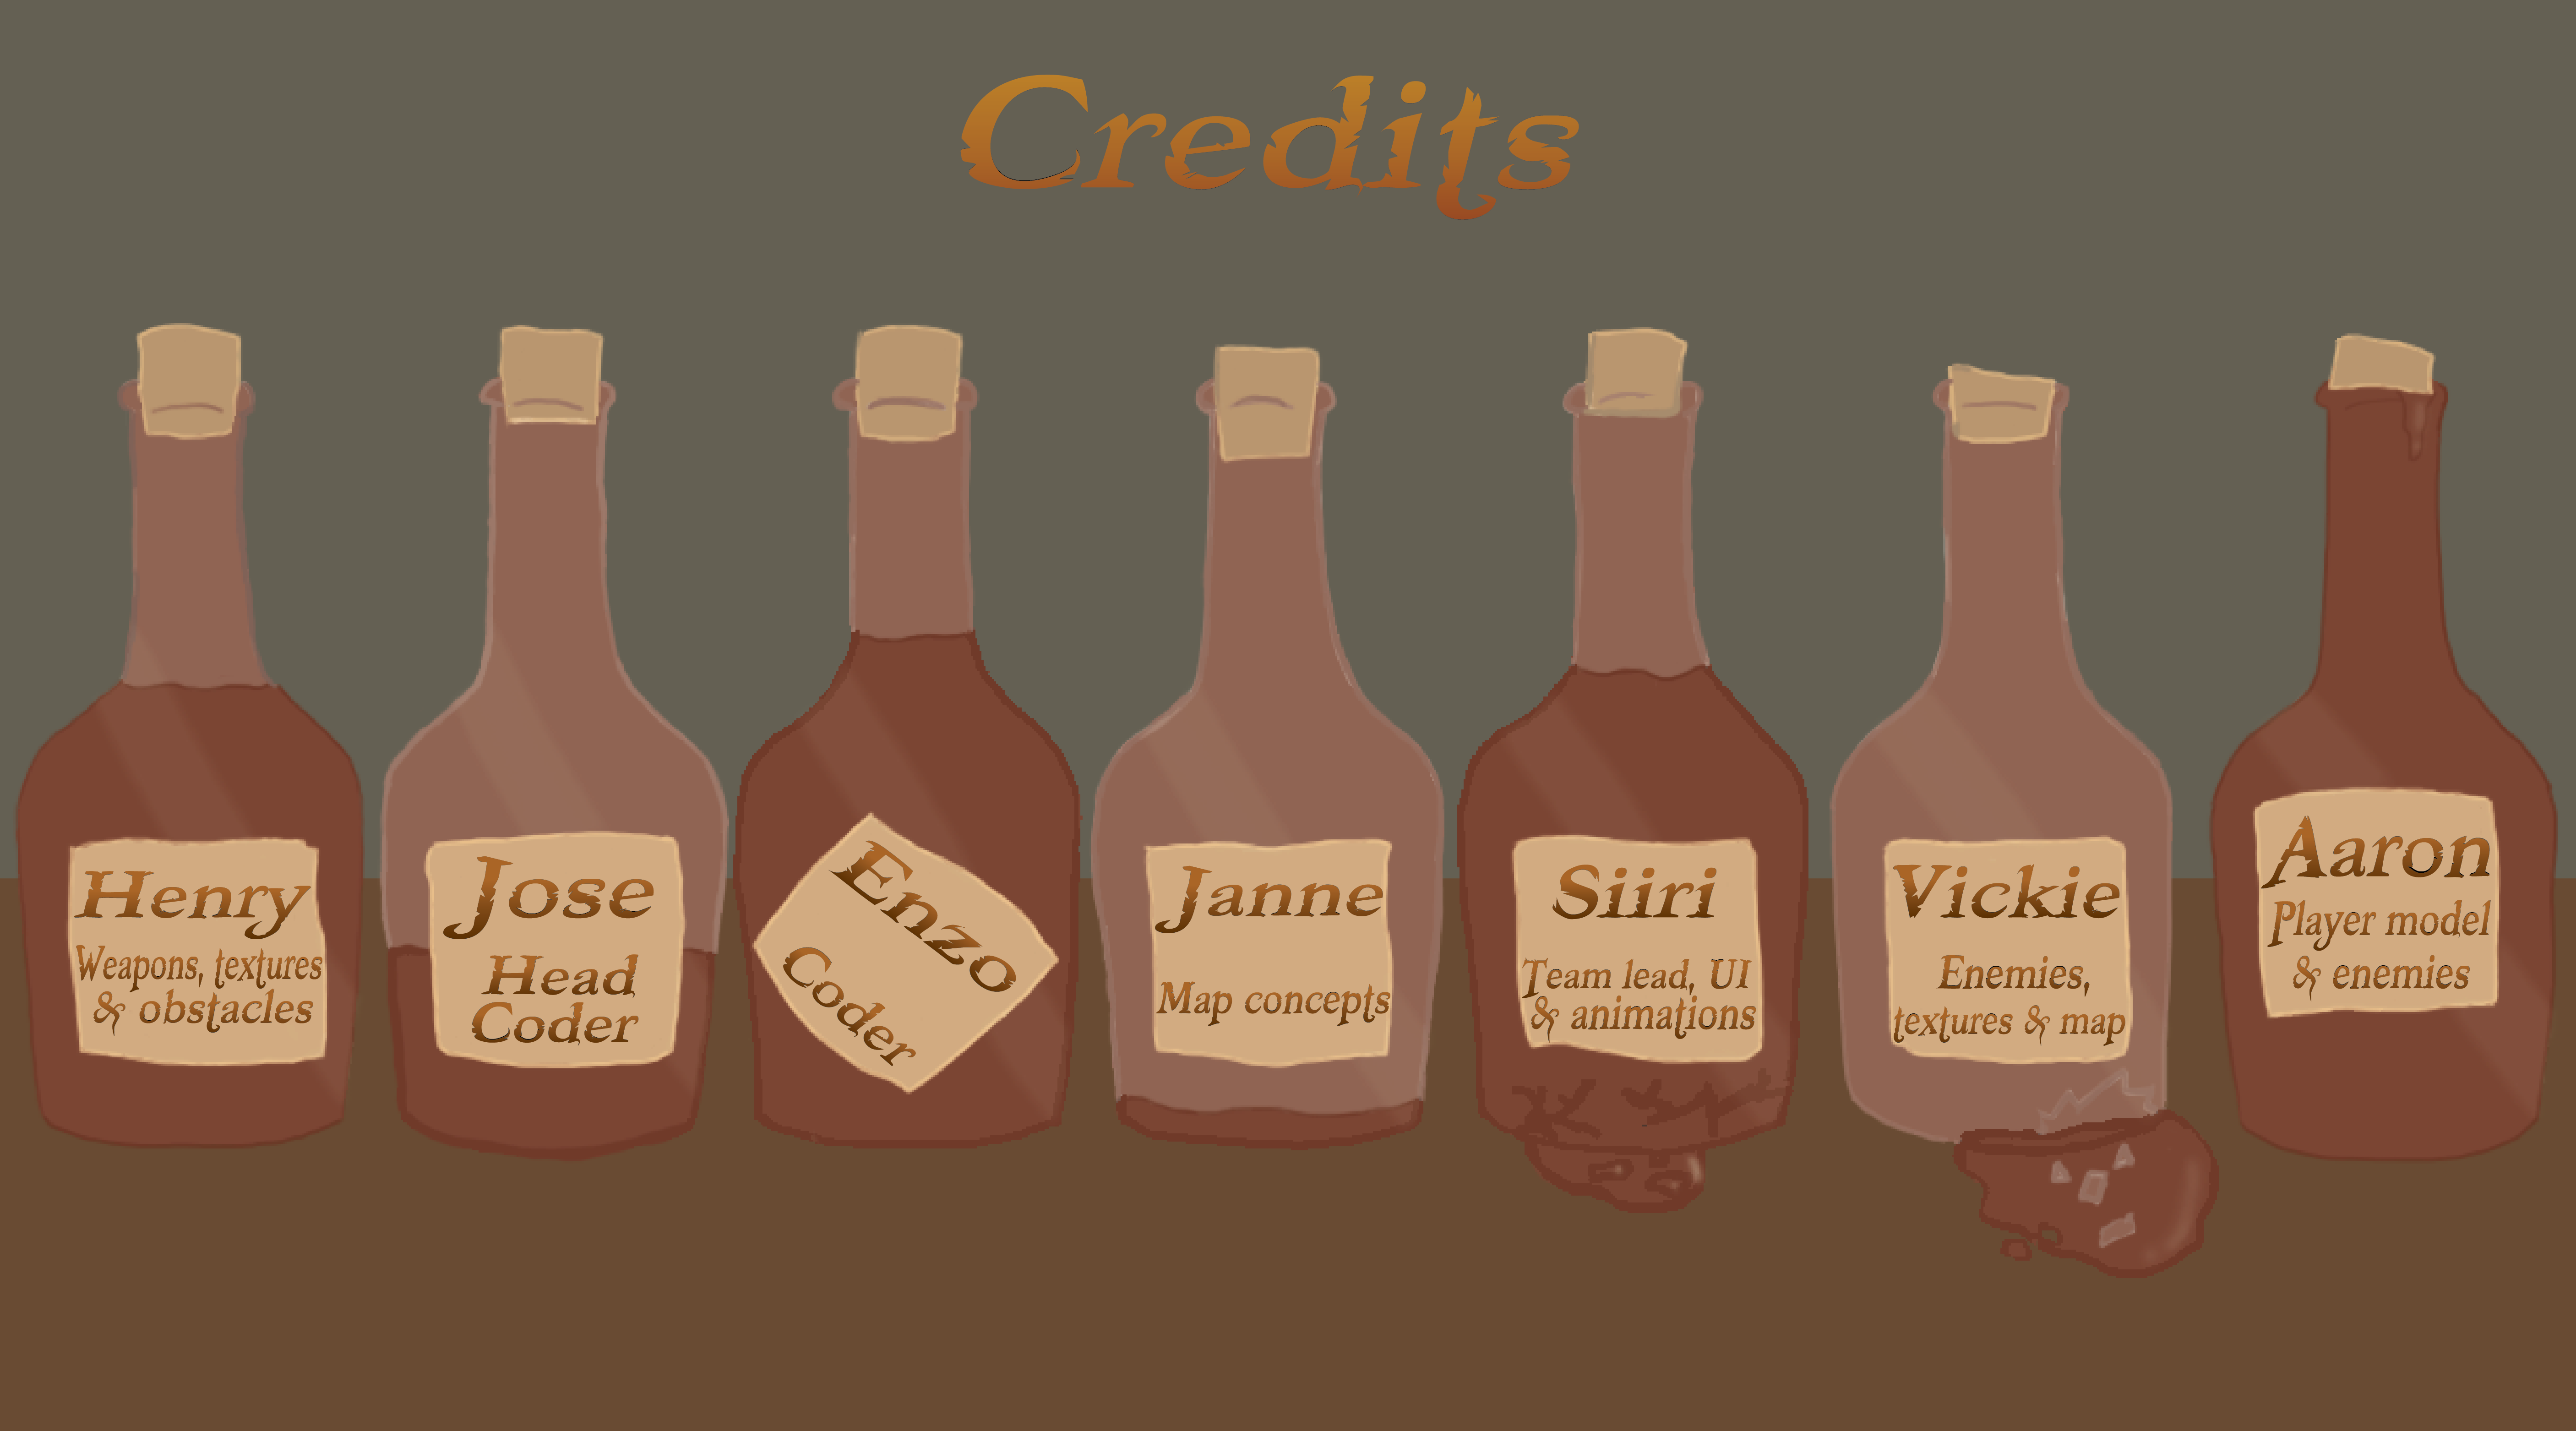 Credits
Henry
Weapons, textures
& obstacles
Jose
Head
Coder
Enzo
Coder
Janne
Map concepts
Siiri
Team lead, UI
& animations
Vickie
Enemies,
textures & map
Aaron
Player model
& enemies